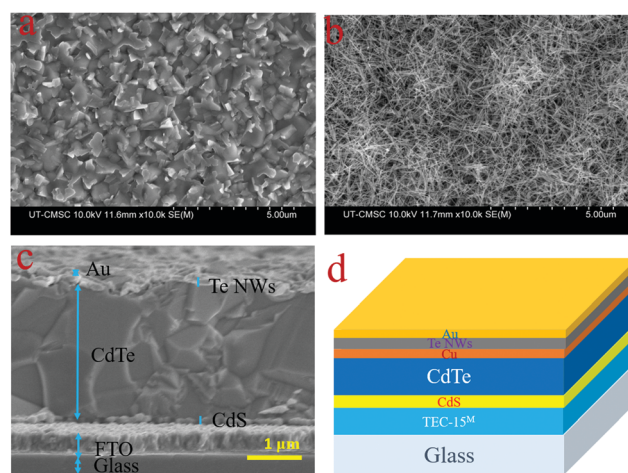 a
UT-CMSC 10.0kV 11.6mm x10.0k SE(M)
5.00um
b
UT-CMSC 10.0kV 11.7mm x10.0k SE(M)
5.00um
c
Au
Te NWs
CdTe
CdS
FTO
Glass
1 µm
d
Au
Te NWs
Cu
CdTe
CdS
TEC-15ᴹ
Glass